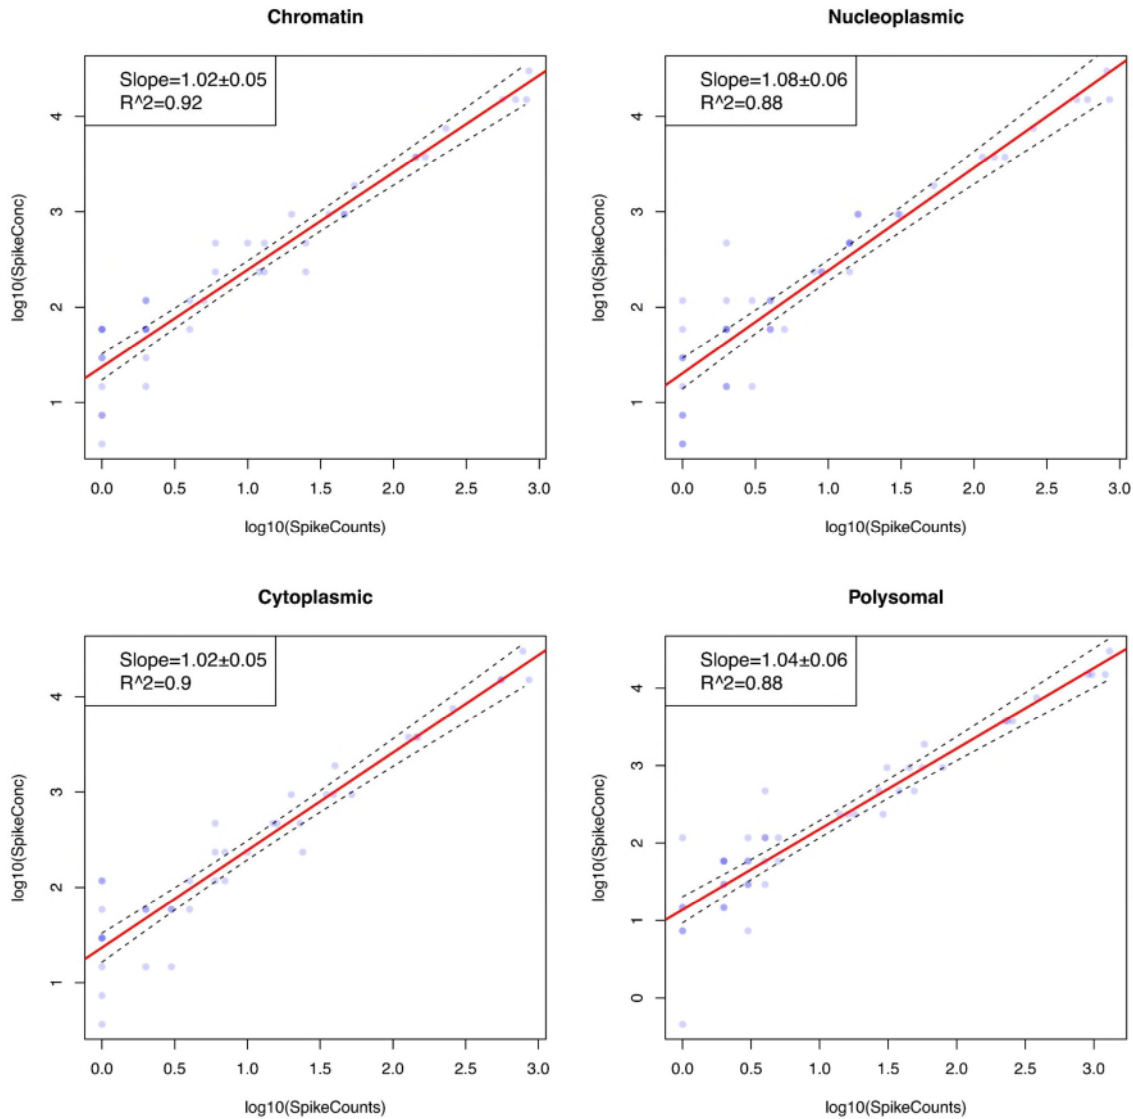 Chromatin
Slope=1.02±0.05
R^2=0.92
log10(SpikeConc)
4
3
2
1
0.0 0.5 1.0 1.5 2.0 2.5 3.0
log10(SpikeCounts)
Nucleoplasmic
Slope=1.08±0.06
R^2=0.88
log10(SpikeConc)
4
3
2
1
0.0 0.5 1.0 1.5 2.0 2.5 3.0
log10(SpikeCounts)
Cytoplasmic
Slope=1.02±0.05
R^2=0.9
log10(SpikeConc)
4
3
2
1
0.0 0.5 1.0 1.5 2.0 2.5 3.0
log10(SpikeCounts)
Polysomal
Slope=1.04±0.06
R^2=0.88
log10(SpikeConc)
4
3
2
1
0
0.0 0.5 1.0 1.5 2.0 2.5 3.0
log10(SpikeCounts)